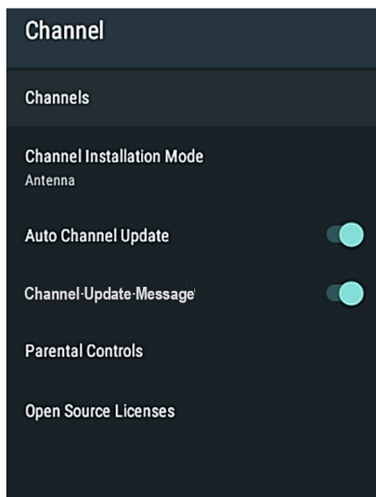 Channel
Channels
Channel Installation Mode
Antenna
Auto Channel Update
Channel·Update·Message'
Parental Controls
Open Source Licenses